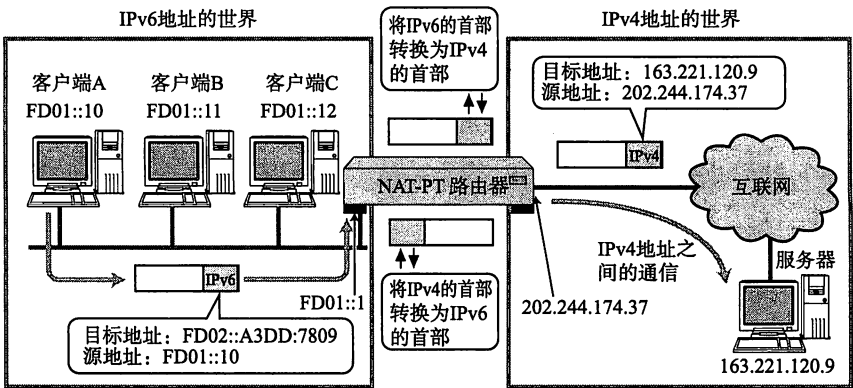 IPv6地址的世界
IPv4地址的世界
将IPv6的首部
转换为IPv4
的首部
客户端A
FD01::10
客户端B
FD01::11
客户端C
FD01::12
目标地址：163.221.120.9
源地址：202.244.174.37
IPv4
NAT-PT 路由器
互联网
IPv6
FD01::1
目标地址：FD02::A3DD:7809
源地址：FD01::10
将IPv4的首部
转换为IPv6
的首部
IPv4地址之
间的通信
202.244.174.37
服务器
163.221.120.9